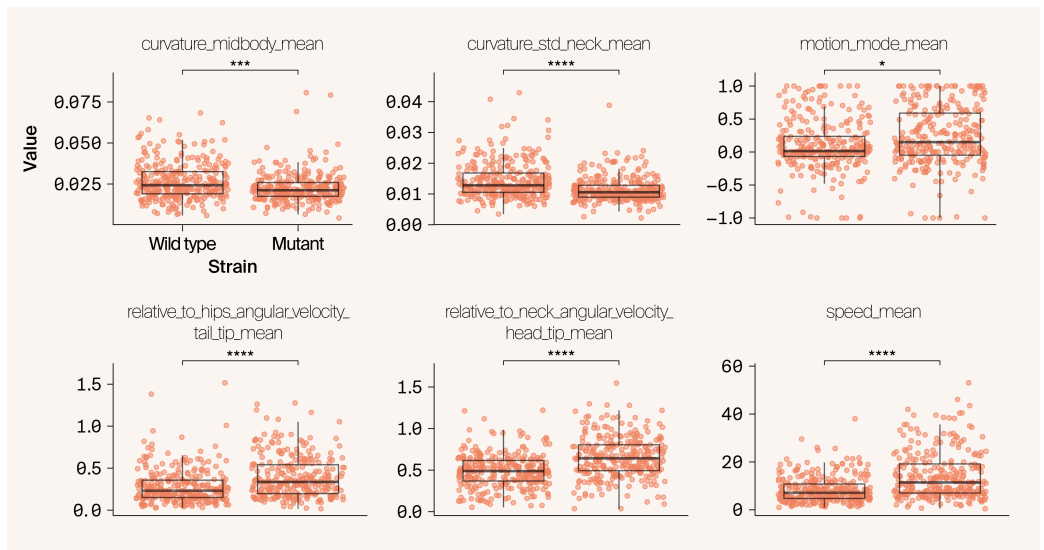 curvature_midbody_mean
***
0.075
0.050
0.025
Value
Wild type
Mutant
Strain
curvature_std_neck_mean
****
0.04
0.03
0.02
0.01
0.00
motion_mode_mean
*
1.0
0.5
0.0
−0.5
−1.0
relative_to_hips_angular_velocity_
tail_tip_mean
****
1.5
1.0
0.5
0.0
relative_to_neck_angular_velocity_
head_tip_mean
****
1.5
1.0
0.5
0.0
speed_mean
****
60
40
20
0